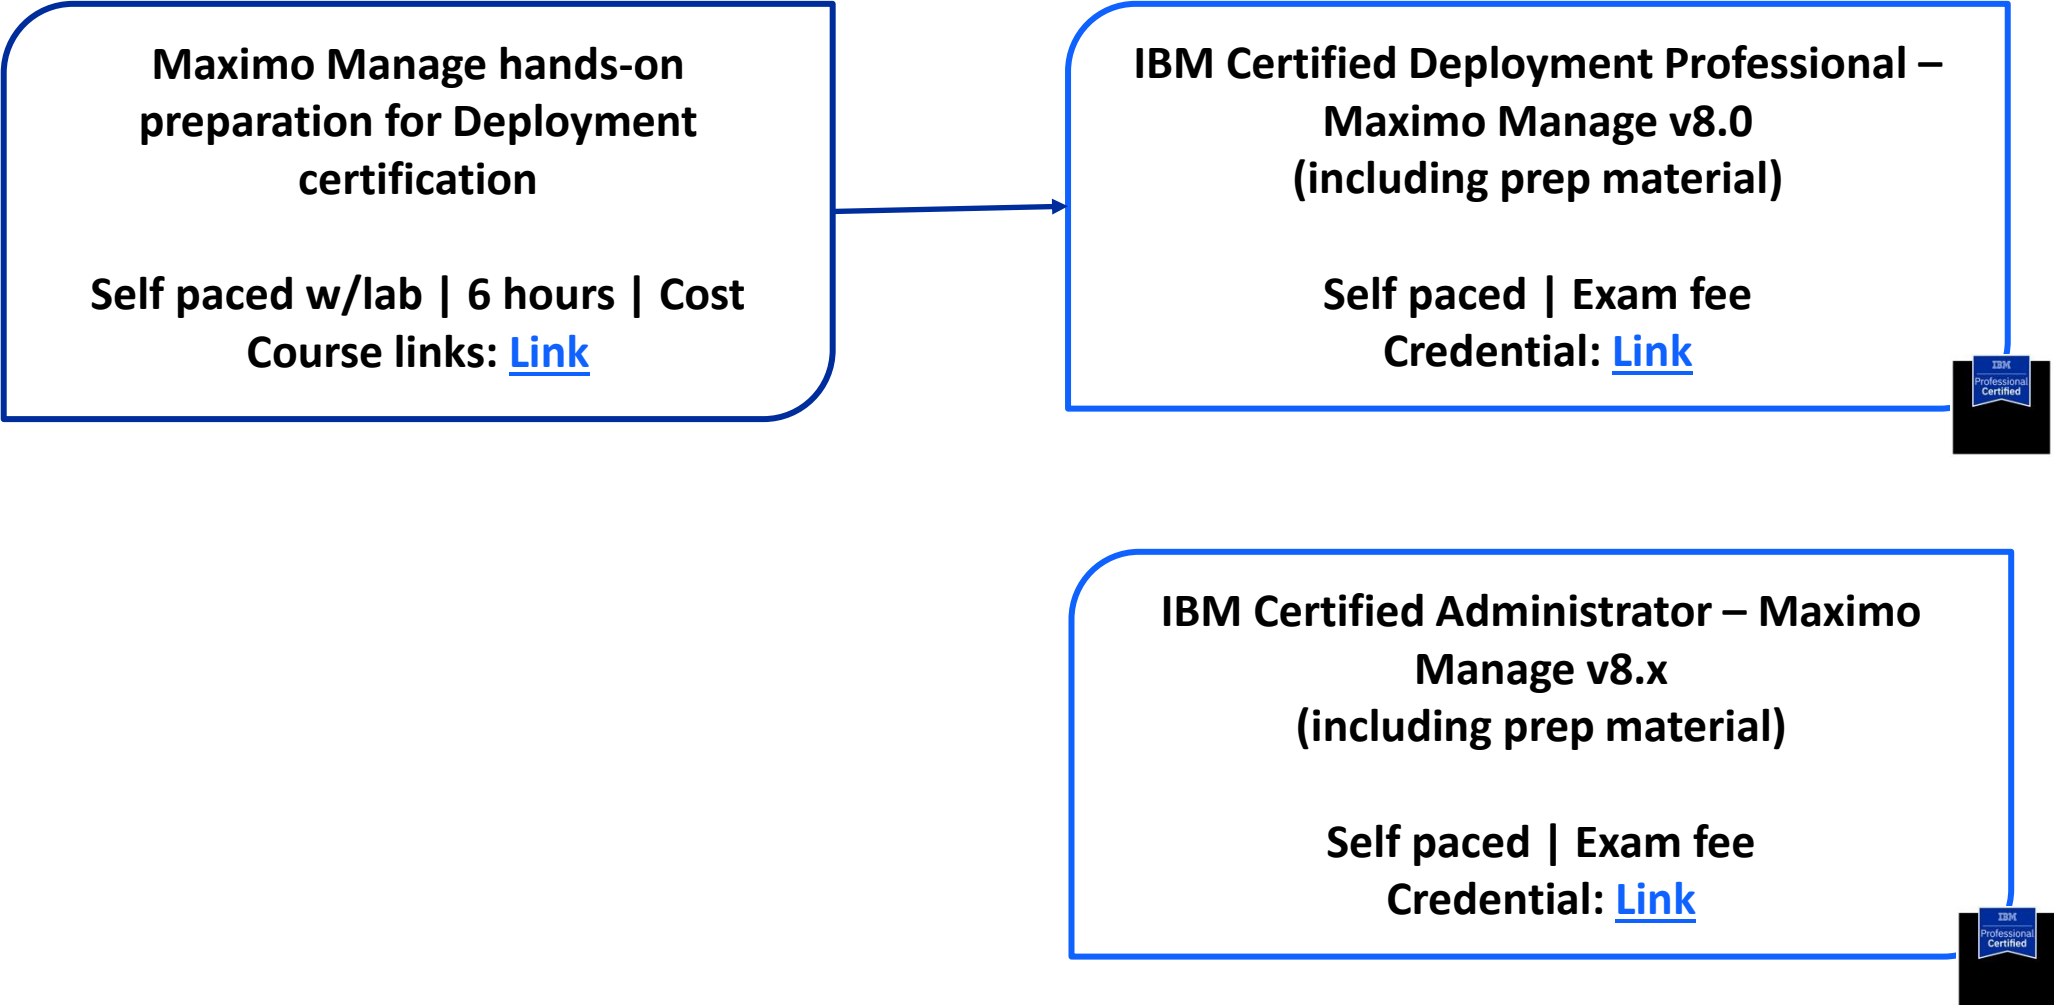 Maximo Manage hands-on
preparation for Deployment
certification
Self paced w/lab | 6 hours | Cost
Course links: Link
IBM Certified Deployment Professional –
Maximo Manage v8.0
(including prep material)
Self paced | Exam fee
Credential: Link
IBM
Professional
Certified
IBM Certified Administrator – Maximo
Manage v8.x
(including prep material)
Self paced | Exam fee
Credential: Link
IBM
Professional
Certified